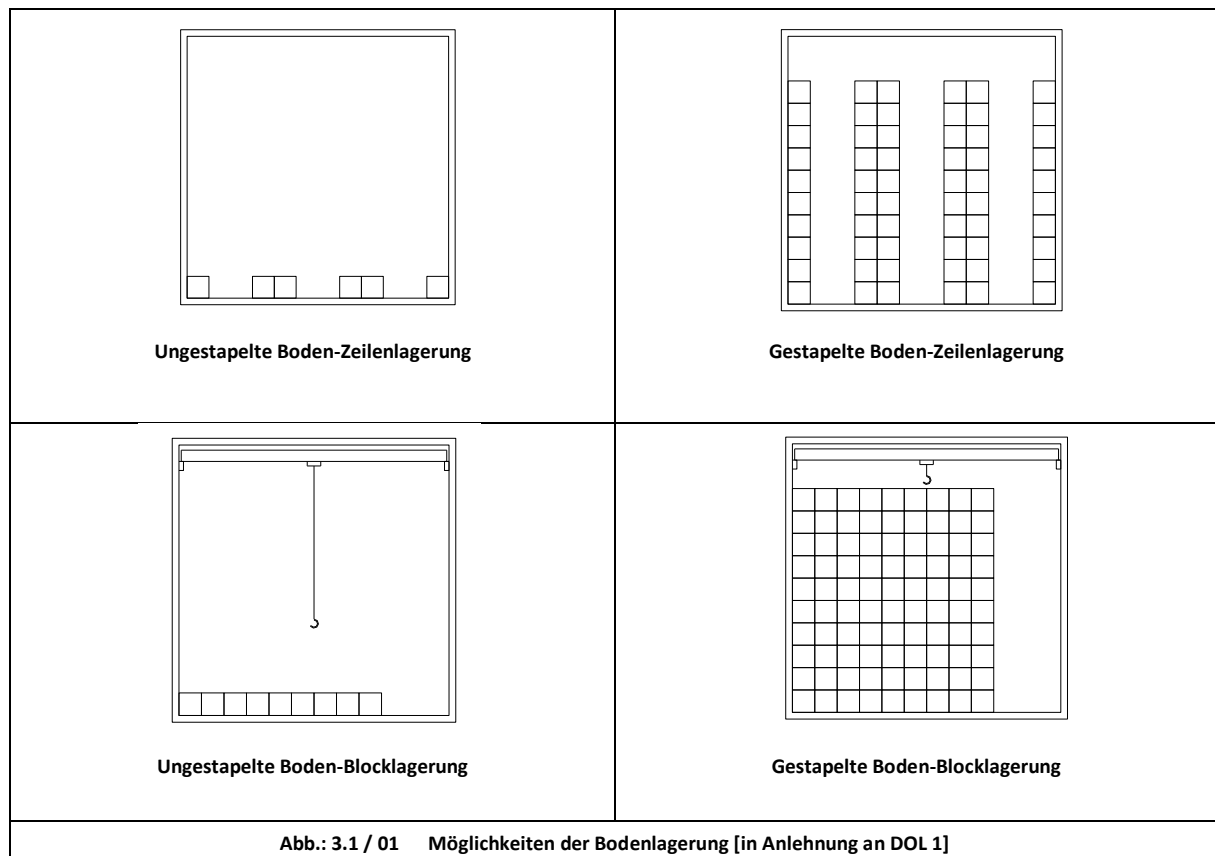 Ungestapelte Boden-Zeilenlagerung
Gestapelte Boden-Zeilenlagerung
Ungestapelte Boden-Blocklagerung
Gestapelte Boden-Blocklagerung
Abb.: 3.1 / 01 Möglichkeiten der Bodenlagerung [in Anlehnung an DOL 1]